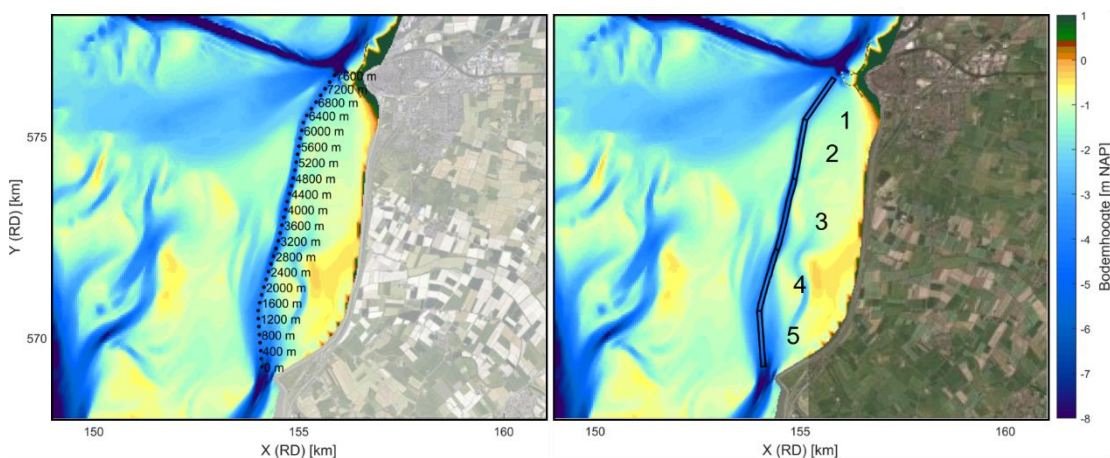 7600 m
7200 m
6800 m
6400 m
6000 m
5600 m
5200 m
4800 m
4400 m
4000 m
3600 m
3200 m
2800 m
2400 m
2000 m
1600 m
1200 m
800 m
400 m
0 m
575
570
Y (RD) [km]
150
155
160
X (RD) [km]
1
2
3
4
5
150
155
160
X (RD) [km]
1
0
-1
-2
-3
-4
-5
-6
-7
-8
Bodemhoogte [m NAP]